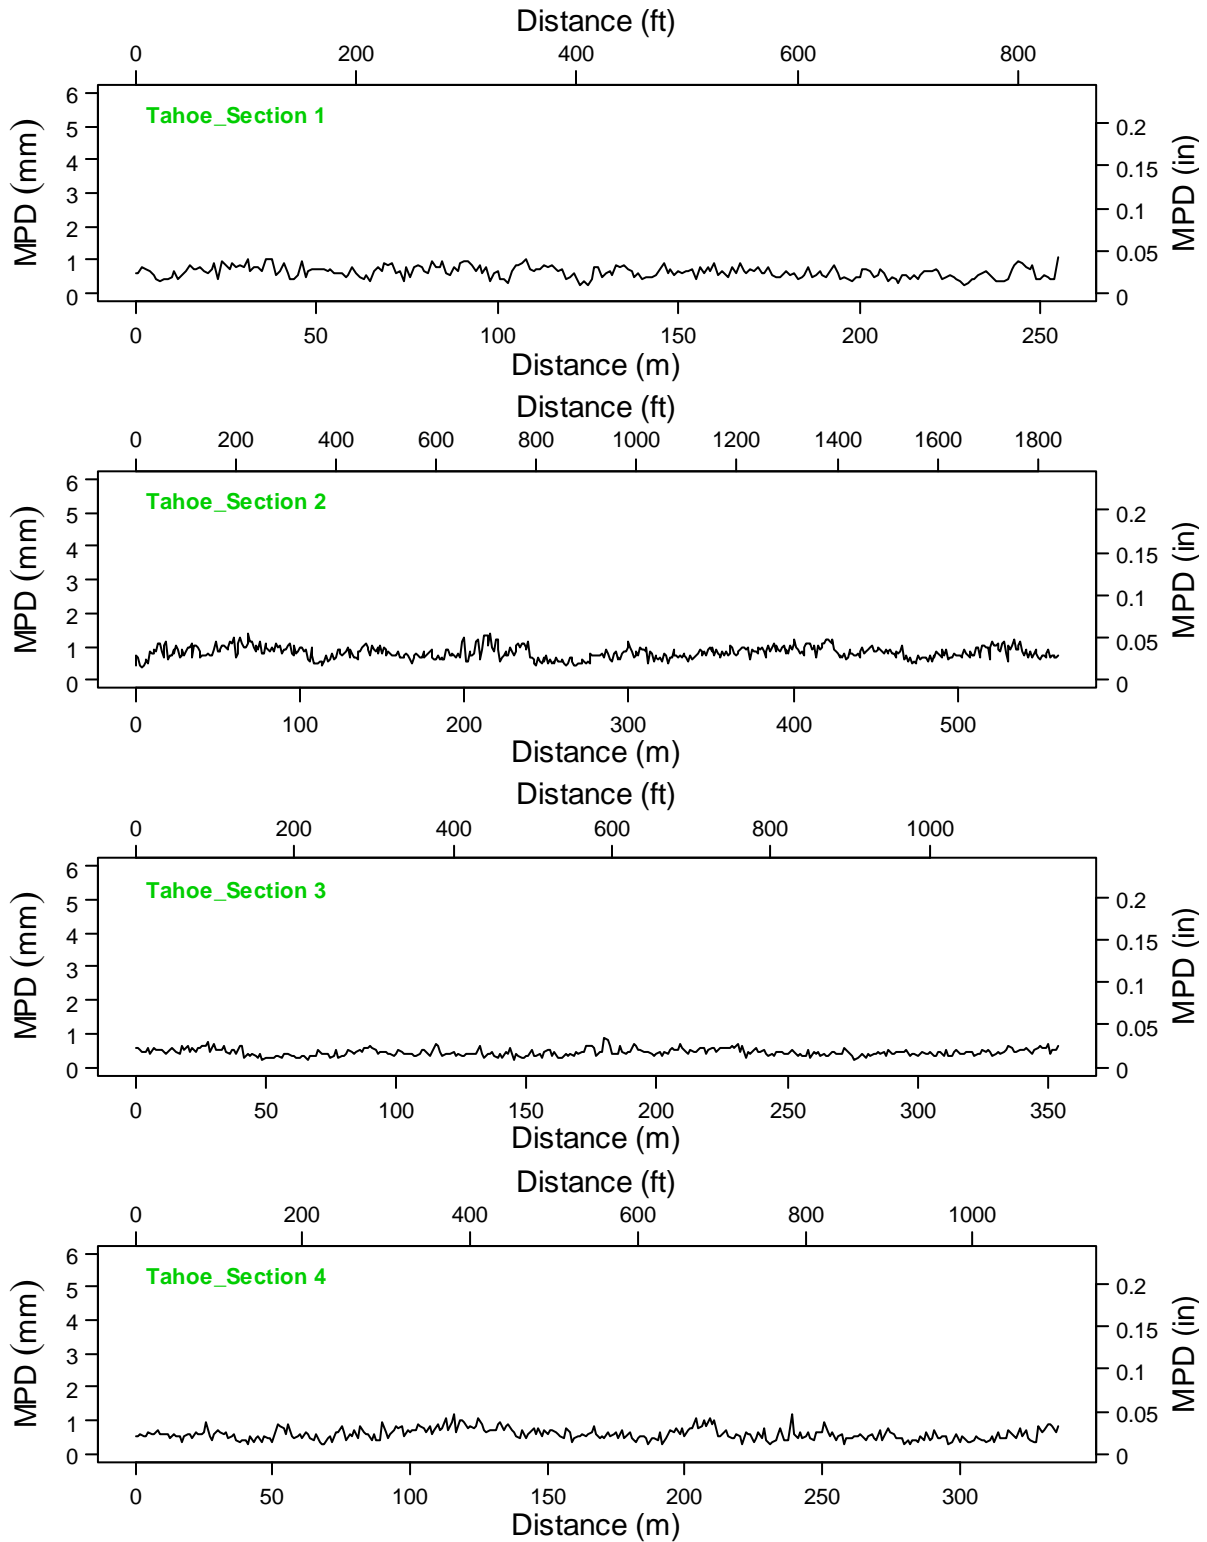 Distance (ft)
0 200 400 600 800
6
5
4
3
2
1
0
MPD (mm)
Tahoe_Section 1
0.2
0.15
0.1
0.05
0
MPD (in)
0 50 100 150 200 250
Distance (m)
Distance (ft)
0 200 400 600 800 1000 1200 1400 1600 1800
6
5
4
3
2
1
0
MPD (mm)
Tahoe_Section 2
0.2
0.15
0.1
0.05
0
MPD (in)
0 100 200 300 400 500
Distance (m)
Distance (ft)
0 200 400 600 800 1000
6
5
4
3
2
1
0
MPD (mm)
Tahoe_Section 3
0.2
0.15
0.1
0.05
0
MPD (in)
0 50 100 150 200 250 300 350
Distance (m)
Distance (ft)
0 200 400 600 800 1000
6
5
4
3
2
1
0
MPD (mm)
Tahoe_Section 4
0.2
0.15
0.1
0.05
0
MPD (in)
0 50 100 150 200 250 300
Distance (m)